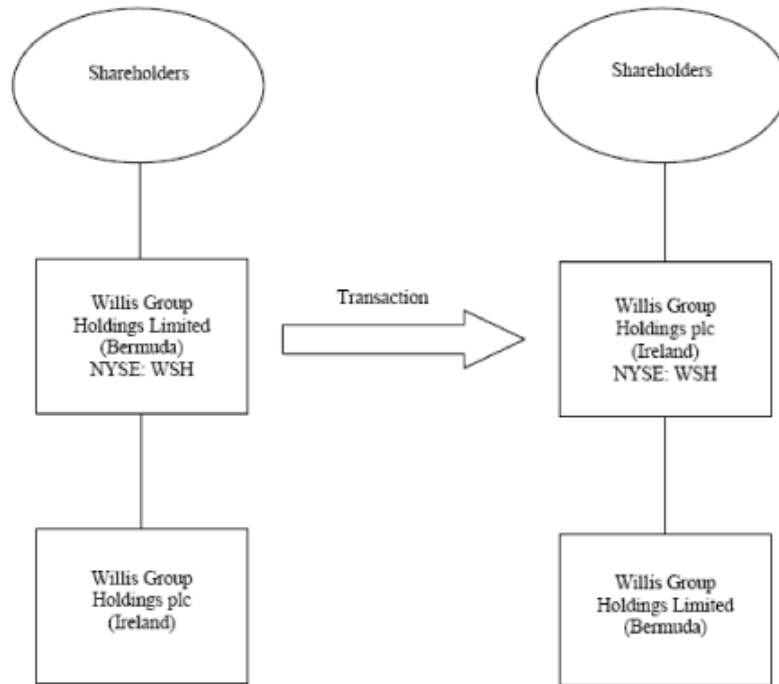 Shareholders
Willis Group
Holdings Limited
(Bermuda)
NYSE: WSH
Willis Group
Holdings plc
(Ireland)
Transaction
Shareholders
Willis Group
Holdings plc
(Ireland)
NYSE: WSH
Willis Group
Holdings Limited
(Bermuda)